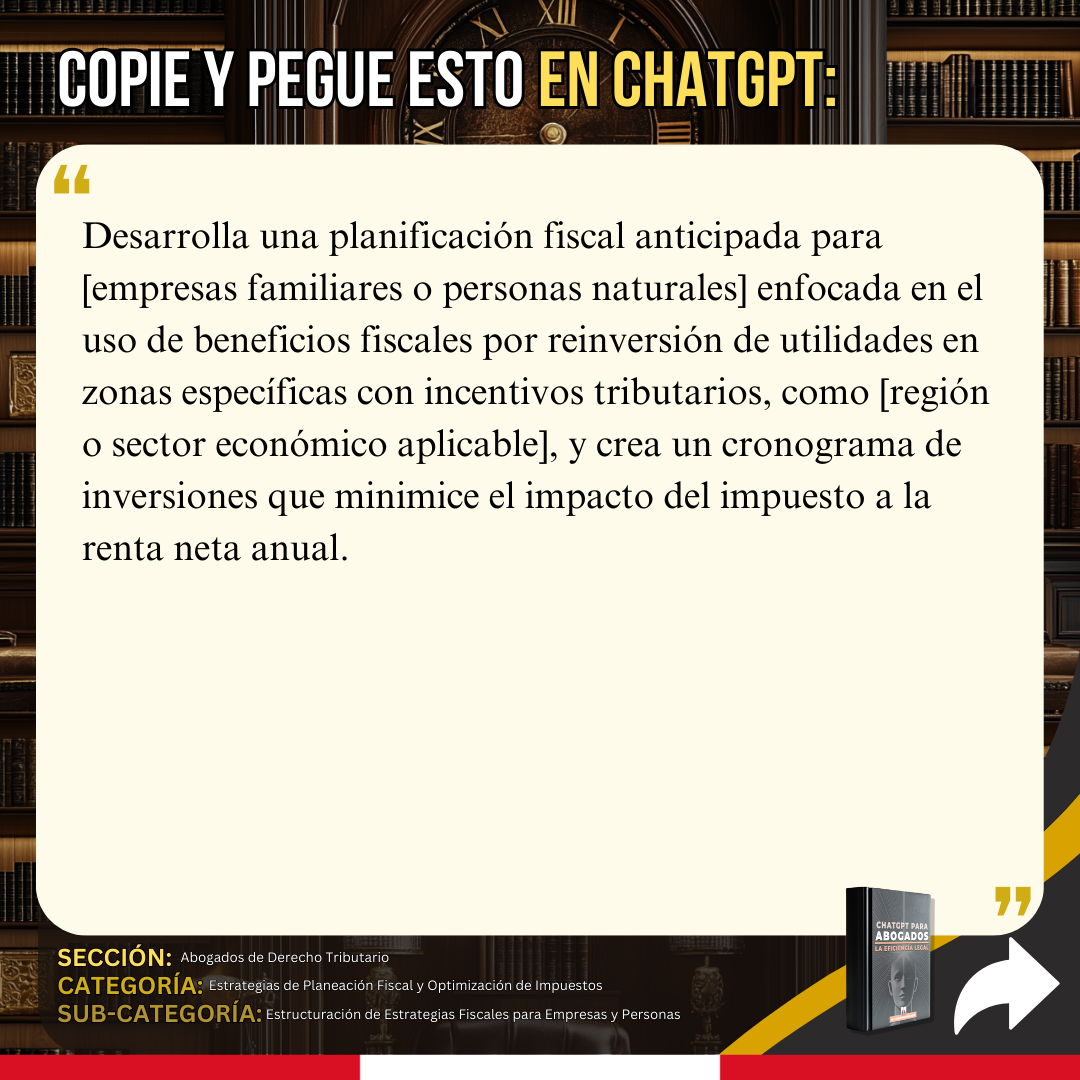 COPIE Y PEGUE ESTO EN CHATGPT:
“
Desarrolla una planificación fiscal anticipada para
[empresas familiares o personas naturales] enfocada en el
uso de beneficios fiscales por reinversión de utilidades en
zonas específicas con incentivos tributarios, como [región
o sector económico aplicable], y crea un cronograma de
inversiones que minimice el impacto del impuesto a la
renta neta anual.
”
CHATGPT PARA
ABOGADOS
LA EFICIENCIA LEGAL
SECCIÓN: Abogados de Derecho Tributario
CATEGORÍA: Estrategias de Planeación Fiscal y Optimización de Impuestos
SUB-CATEGORÍA: Estructuración de Estrategias Fiscales para Empresas y Personas